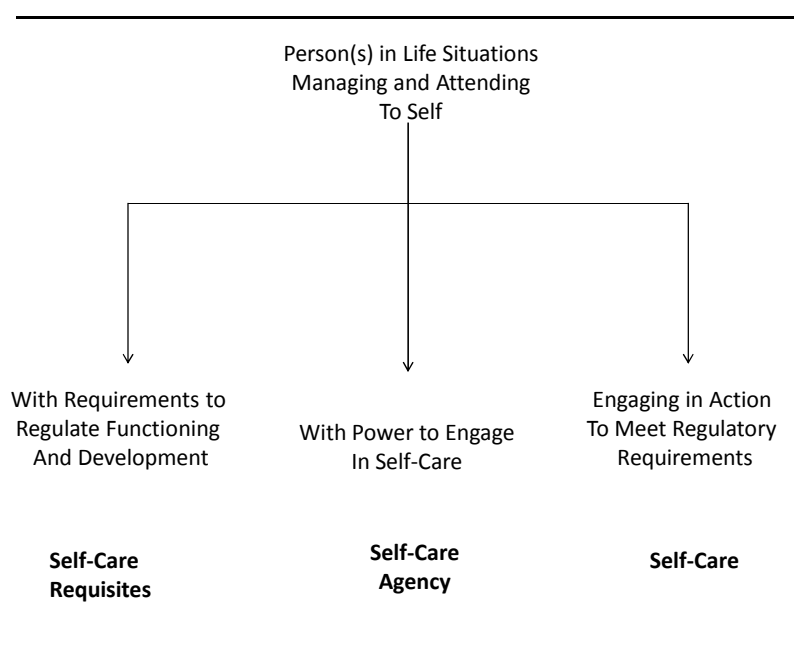 Person(s) in Life Situations
Managing and Attending
To Self
With Requirements to
Regulate Functioning
And Development
With Power to Engage
In Self-Care
Engaging in Action
To Meet Regulatory
Requirements
Self-Care
Requisites
Self-Care
Agency
Self-Care